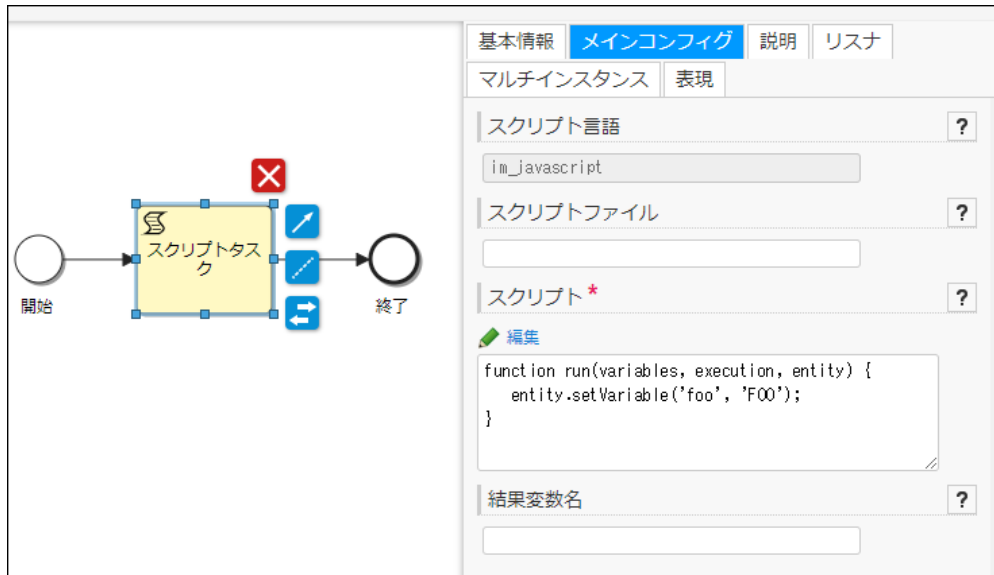 開始
スクリプトタス
ク
終了
基本情報
メインコンフィグ
説明
リスナ
マルチインスタンス
表現
スクリプト言語
?
im_javascript
スクリプトファイル
?
スクリプト*
?
編集
function run(variables, execution, entity) {
entity.setVariable('foo', 'FOO');
}
結果変数名
?